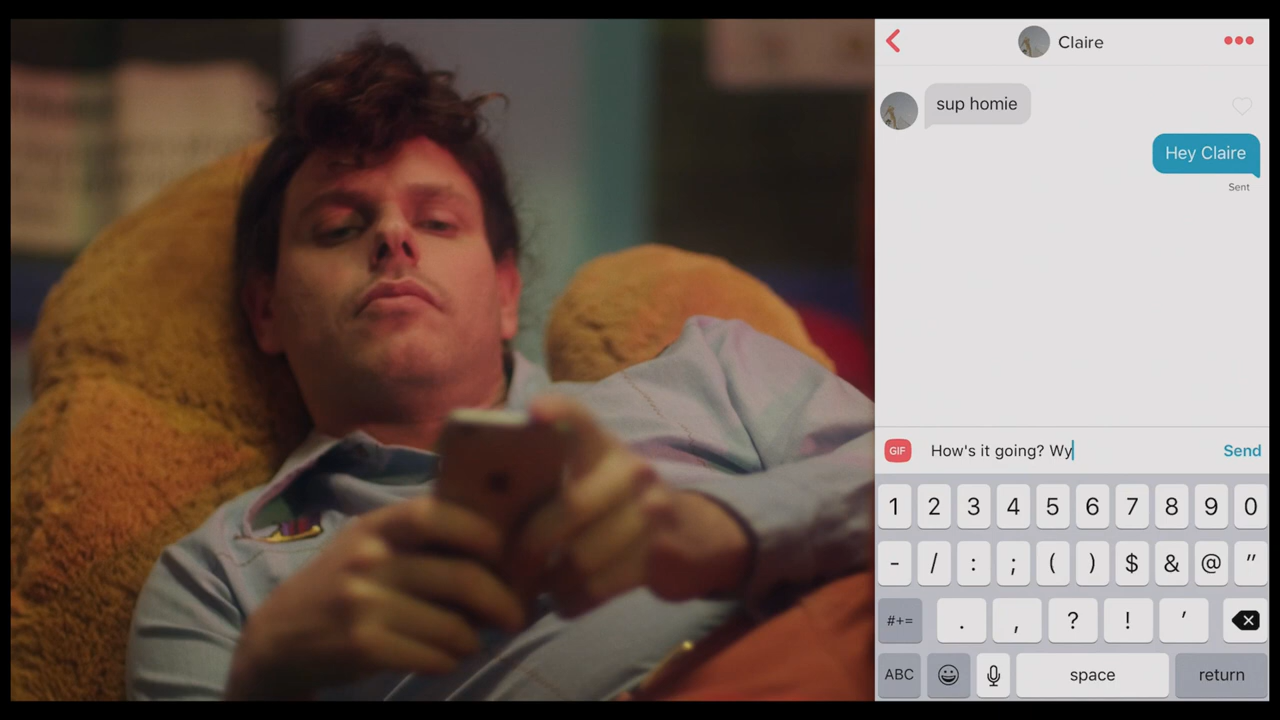 Claire
sup homie
Hey Claire
Sent
GIF How's it going? Wy Send
1 2 3 4 5 6 7 8 9 0
- / : ; ( ) $ & @ "
#+= . , ? ! '
ABC space return